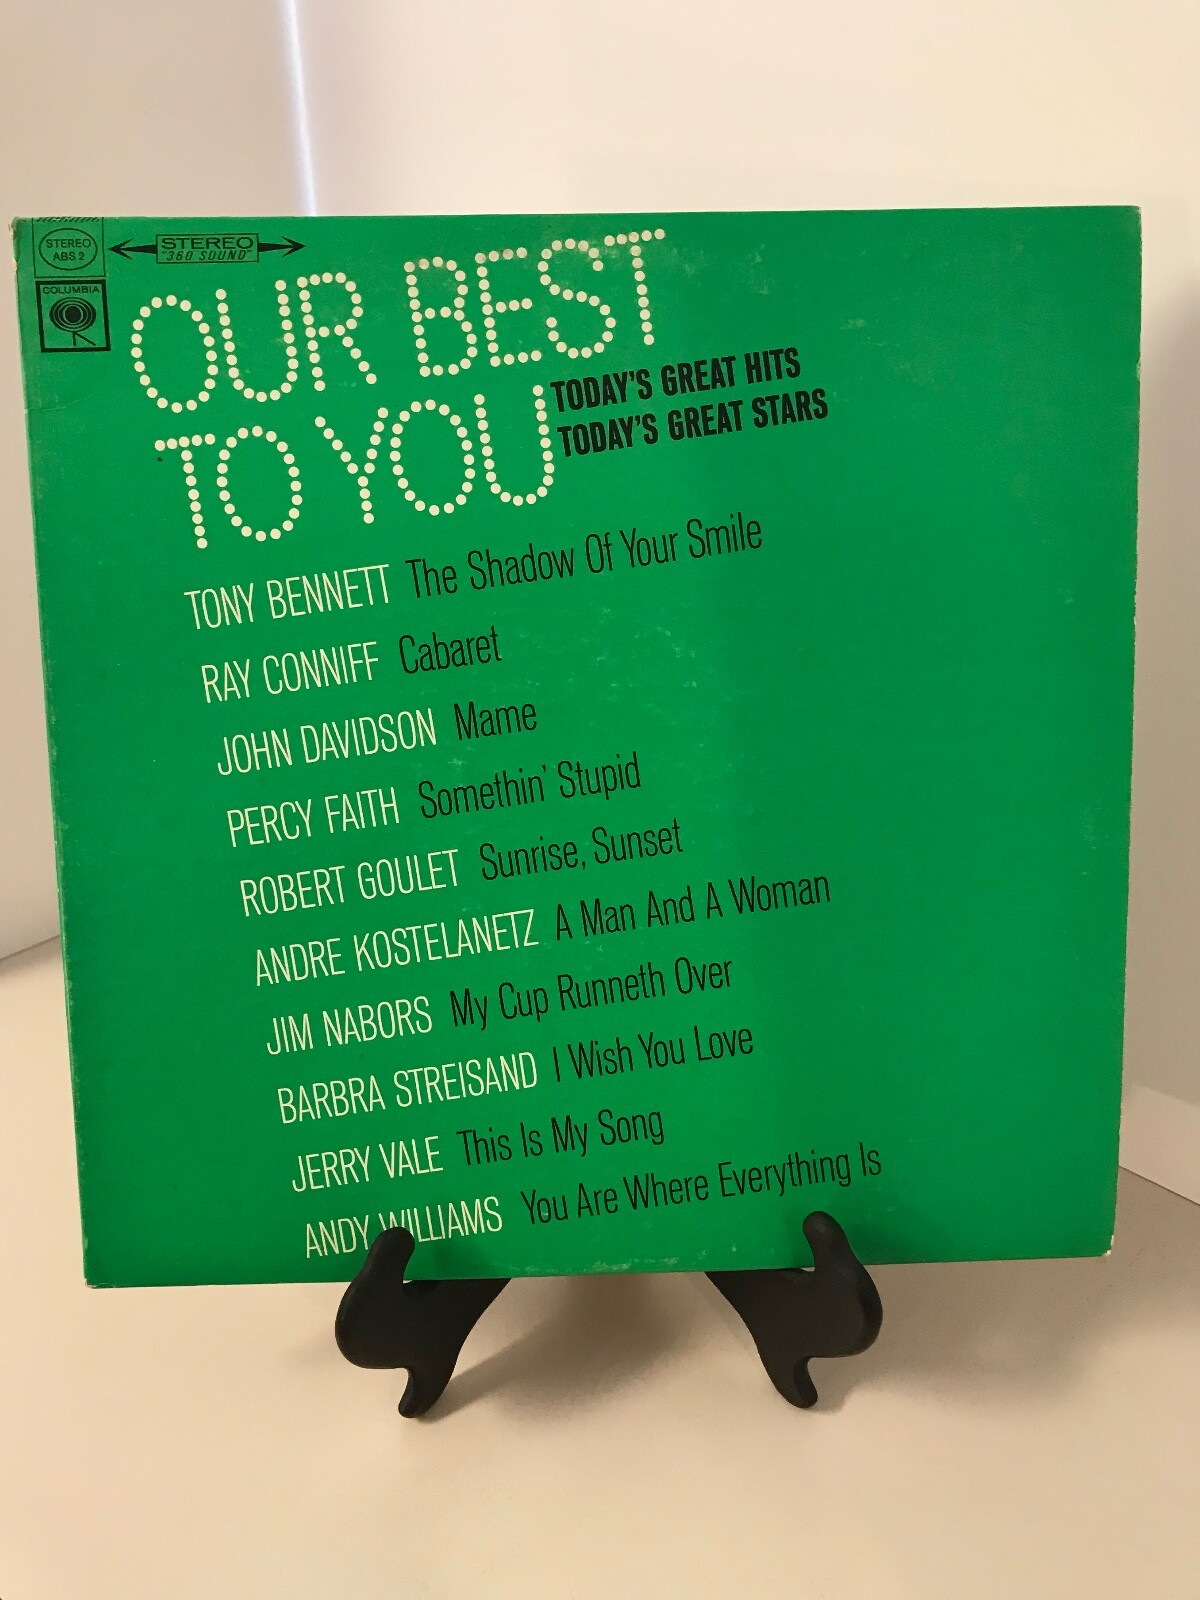 STEREO
ABS 2
STEREO
"360 SOUND"
COLUMBIA
OUR BEST
TO YOU
TODAY'S GREAT HITS
TODAY'S GREAT STARS
TONY BENNETT The Shadow Of Your Smile
RAY CONNIFF Cabaret
JOHN DAVIDSON Mame
PERCY FAITH Somethin' Stupid
ROBERT GOULET Sunrise, Sunset
ANDRE KOSTELANETZ A Man And A Woman
JIM NABORS My Cup Runneth Over
BARBRA STREISAND I Wish You Love
JERRY VALE This Is My Song
ANDY WILLIAMS You Are Where Everything Is